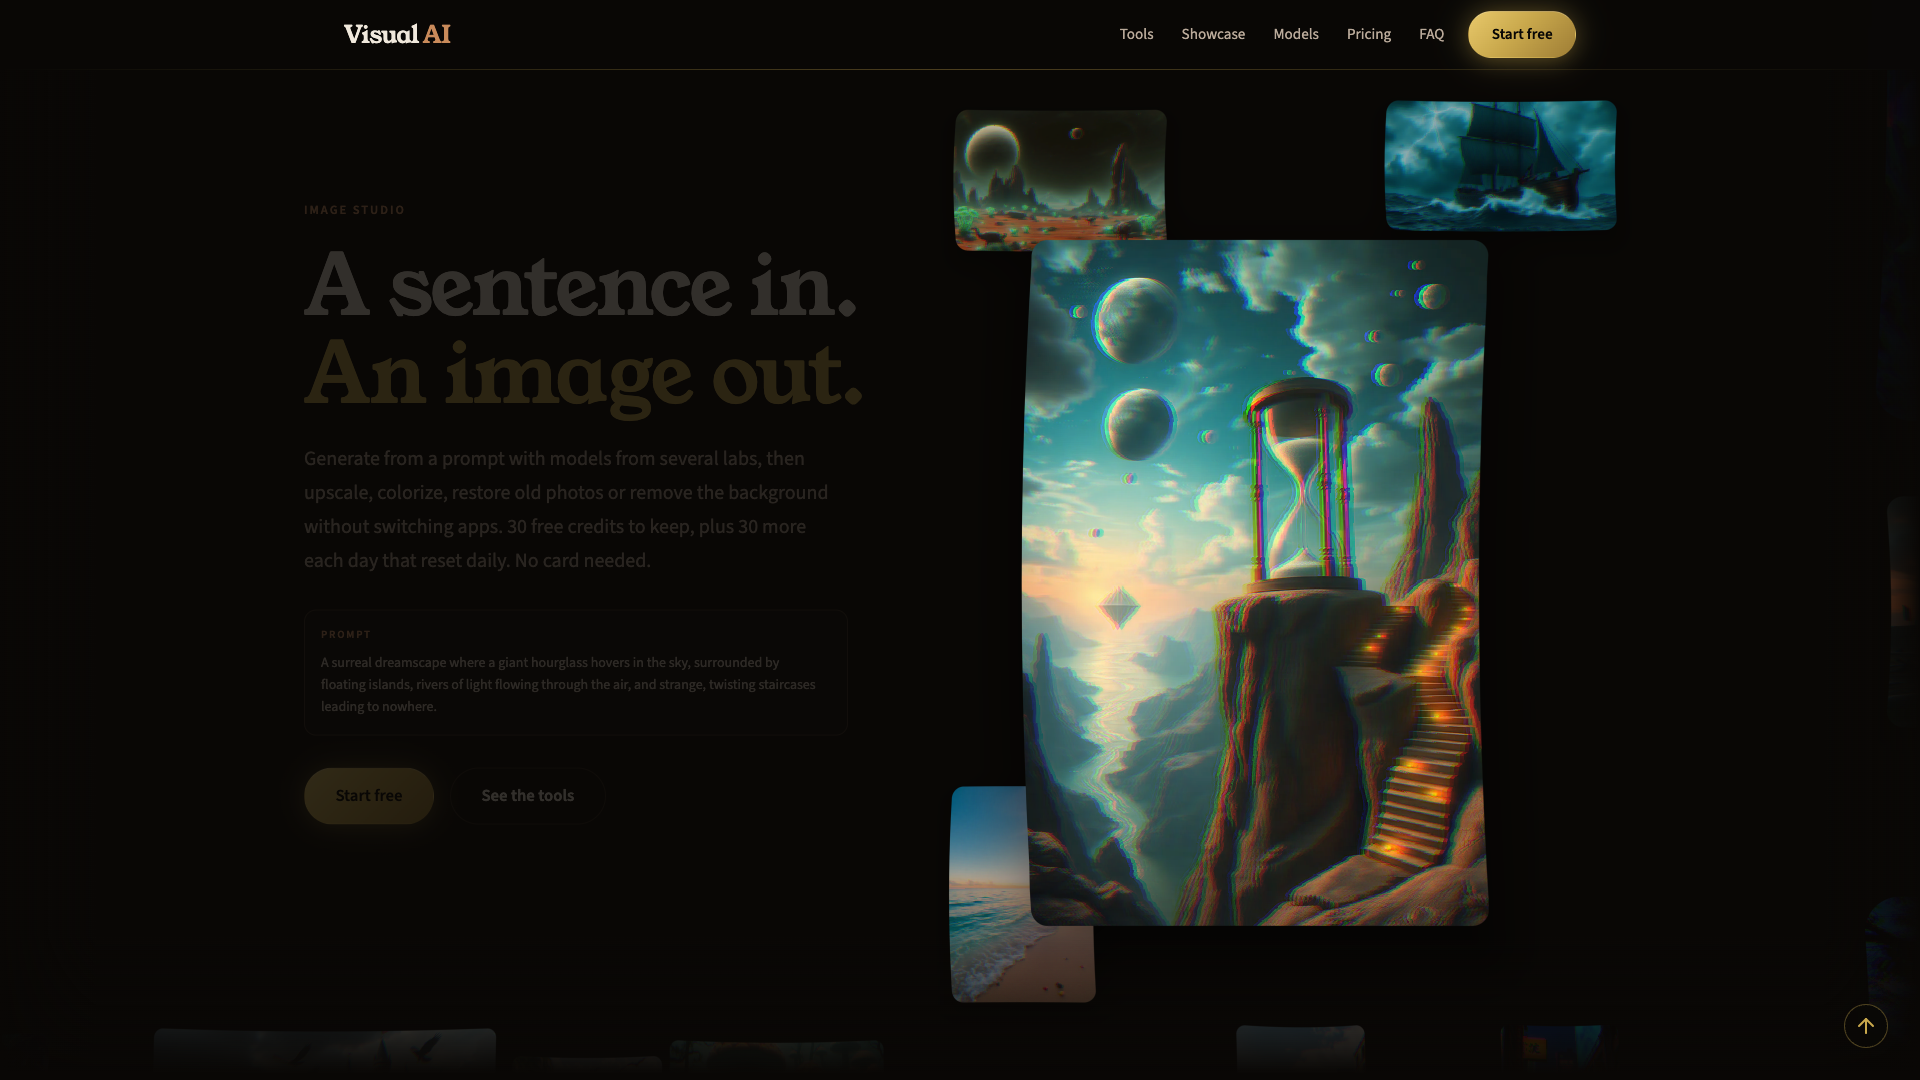 Visual AI
Tools
Showcase
Models
Pricing
FAQ
Start free
IMAGE STUDIO
A sentence in.
An image out.
Generate from a prompt with models from several labs, then
upscale, colorize, restore old photos or remove the background
without switching apps. 30 free credits to keep, plus 30 more
each day that reset daily. No card needed.
PROMPT
A surreal dreamscape where a giant hourglass hovers in the sky, surrounded by
floating islands, rivers of light flowing through the air, and strange, twisting staircases
leading to nowhere.
Start free
See the tools